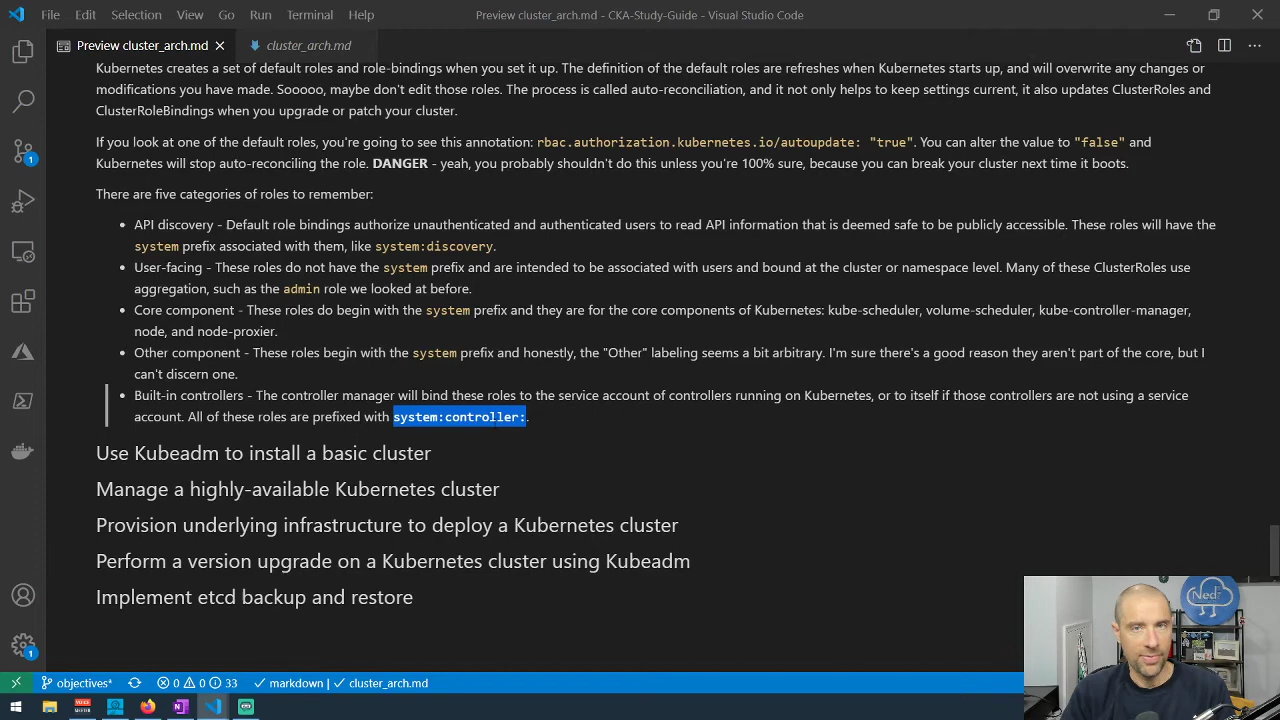 File Edit Selection View Go Run Terminal Help
Preview cluster_arch.md - CKA-Study-Guide - Visual Studio Code
Preview cluster_arch.md
cluster_arch.md
Kubernetes creates a set of default roles and role-bindings when you set it up. The definition of the default roles are refreshes when Kubernetes starts up, and will overwrite any changes or
modifications you have made. Sooooo, maybe don't edit those roles. The process is called auto-reconciliation, and it not only helps to keep settings current, it also updates ClusterRoles and
ClusterRoleBindings when you upgrade or patch your cluster.
If you look at one of the default roles, you're going to see this annotation: rbac.authorization.kubernetes.io/autoupdate: "true". You can alter the value to "false" and
Kubernetes will stop auto-reconciling the role. DANGER - yeah, you probably shouldn't do this unless you're 100% sure, because you can break your cluster next time it boots.
There are five categories of roles to remember:
• API discovery - Default role bindings authorize unauthenticated and authenticated users to read API information that is deemed safe to be publicly accessible. These roles will have the
system prefix associated with them, like system:discovery.
• User-facing - These roles do not have the system prefix and are intended to be associated with users and bound at the cluster or namespace level. Many of these ClusterRoles use
aggregation, such as the admin role we looked at before.
• Core component - These roles do begin with the system prefix and they are for the core components of Kubernetes: kube-scheduler, volume-scheduler, kube-controller-manager,
node, and node-proxier.
• Other component - These roles begin with the system prefix and honestly, the "Other" labeling seems a bit arbitrary. I'm sure there's a good reason they aren't part of the core, but I
can't discern one.
• Built-in controllers - The controller manager will bind these roles to the service account of controllers running on Kubernetes, or to itself if those controllers are not using a service
account. All of these roles are prefixed with system:controller:.
Use Kubeadm to install a basic cluster
Manage a highly-available Kubernetes cluster
Provision underlying infrastructure to deploy a Kubernetes cluster
Perform a version upgrade on a Kubernetes cluster using Kubeadm
Implement etcd backup and restore
1
1
objectives* 0 0 33 markdown cluster_arch.md